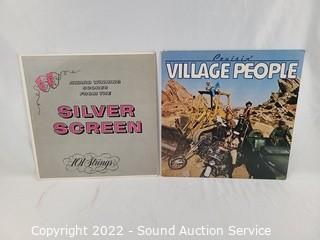 AWARD WINNING
SCORES
FROM THE
SILVER
SCREEN
101 Strings
Cruisin'
VILLAGE PEOPLE
Copyright 2022 - Sound Auction Service